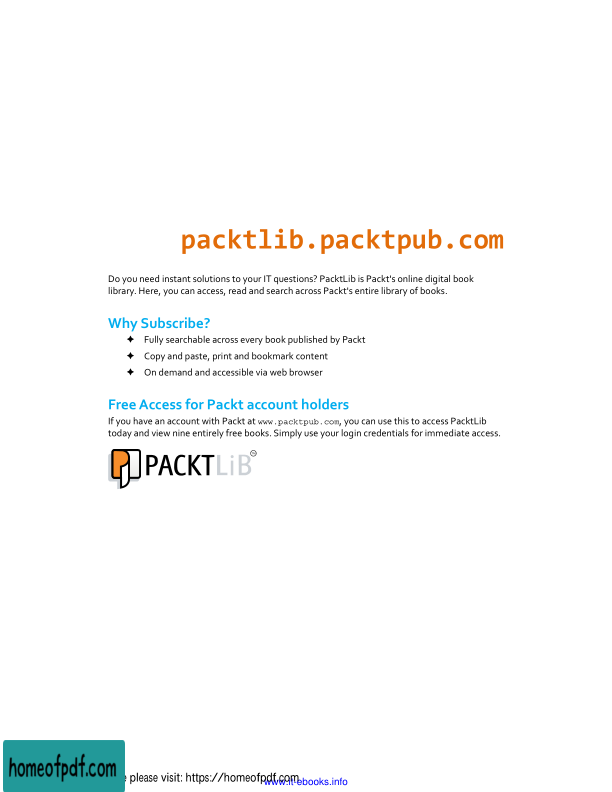 packtlib.packtpub.com
Do you need instant solutions to your IT questions? PacktLib is Packt's online digital book
library. Here, you can access, read and search across Packt's entire library of books.
Why Subscribe?
✦ Fully searchable across every book published by Packt
✦ Copy and paste, print and bookmark content
✦ On demand and accessible via web browser
Free Access for Packt account holders
If you have an account with Packt at www.packtpub.com, you can use this to access PacktLib
today and view nine entirely free books. Simply use your login credentials for immediate access.
PACKTLiB
homeofpdf.com
please visit: https://homeofpdf.com
www.it-ebooks.info